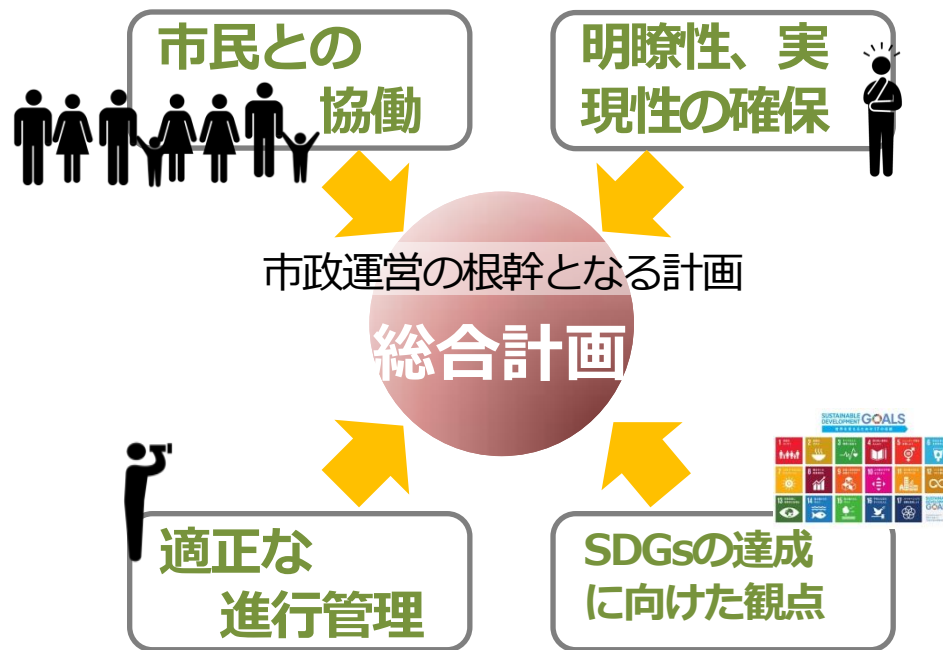 市民との
協働
明瞭性、実
現性の確保
市政運営の根幹となる計画
総合計画
適正な
進行管理
SUSTAINABLE
DEVELOPMENT GOALS
SDGsの達成
に向けた観点